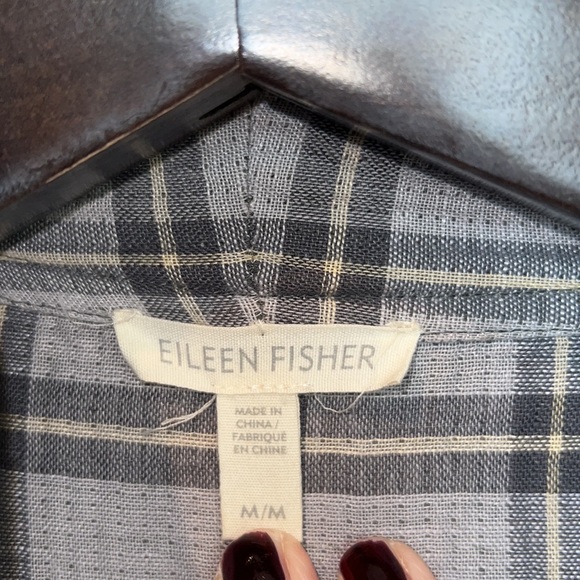 EILEEN FISHER
MADE IN
CHINA /
FABRIQUÉ
EN CHINE
M/M